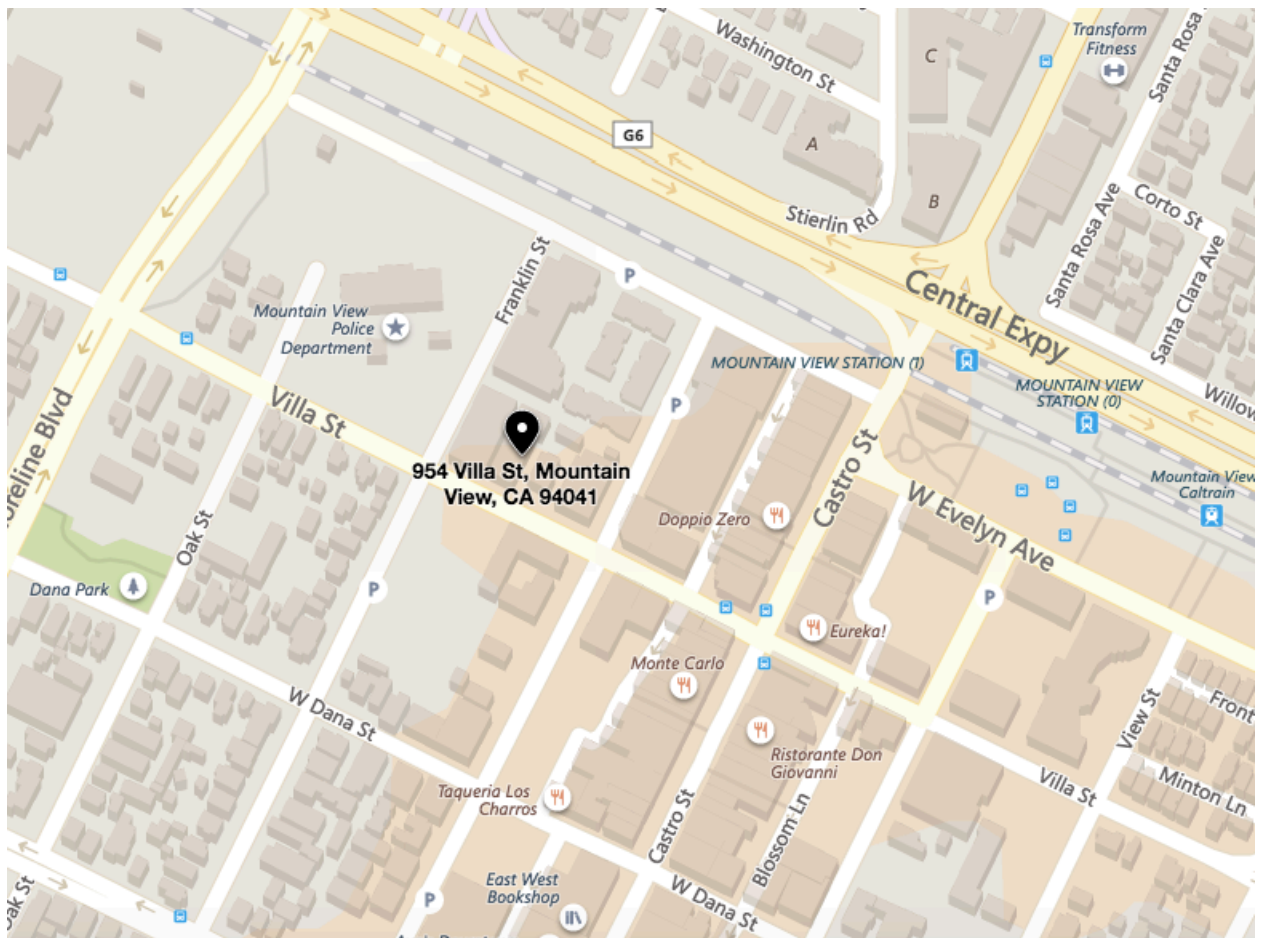 Transform
Fitness
Santa Rosa
Washington St
C
G6
A
B
Stierlin Rd
Santa Rosa Ave
Corto St
Santa Clara Ave
Franklin St
P
Mountain View
Police
Department
Central Expy
MOUNTAIN VIEW STATION (1)
MOUNTAIN VIEW
STATION (0)
Willow
Villa St
P
oreline Blvd
954 Villa St, Mountain
View, CA 94041
Castro St
W Evelyn Ave
Mountain View
Caltrain
Doppio Zero
Oak St
Dana Park
P
P
Eureka!
Monte Carlo
W Dana St
Ristorante Don
Giovanni
View St
Front
Minton Ln
Villa St
Taqueria Los
Charros
Castro St
Blossom Ln
East West
Bookshop
P
W Dana St
Oak St